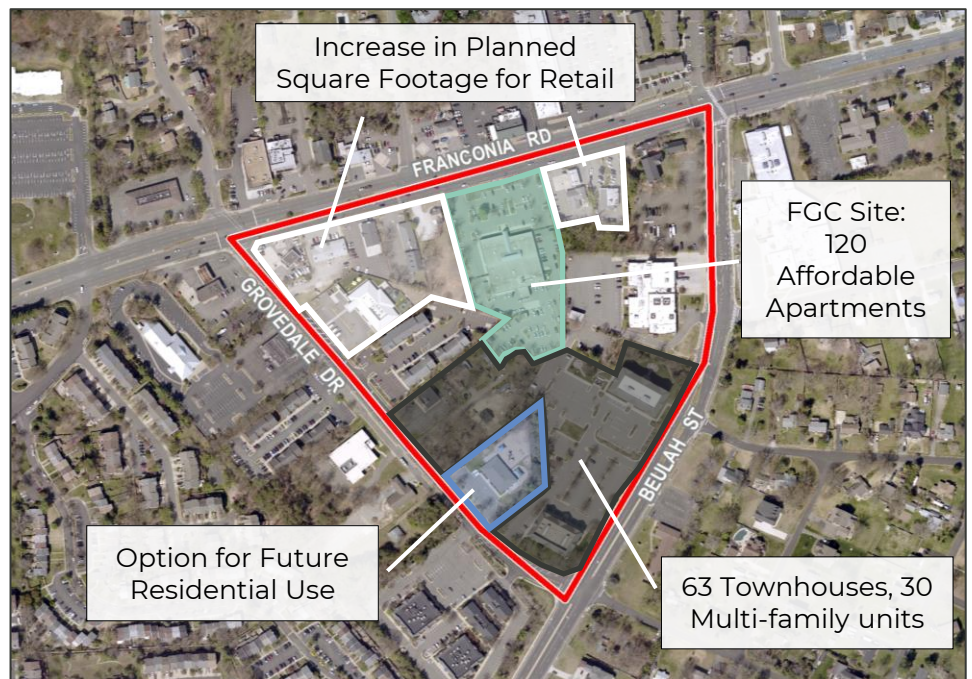 Increase in Planned
Square Footage for Retail
FRANCONIA RD
FGC Site:
120
Affordable
Apartments
GROVEDALE DR
BEULAH ST
Option for Future
Residential Use
63 Townhouses, 30
Multi-family units